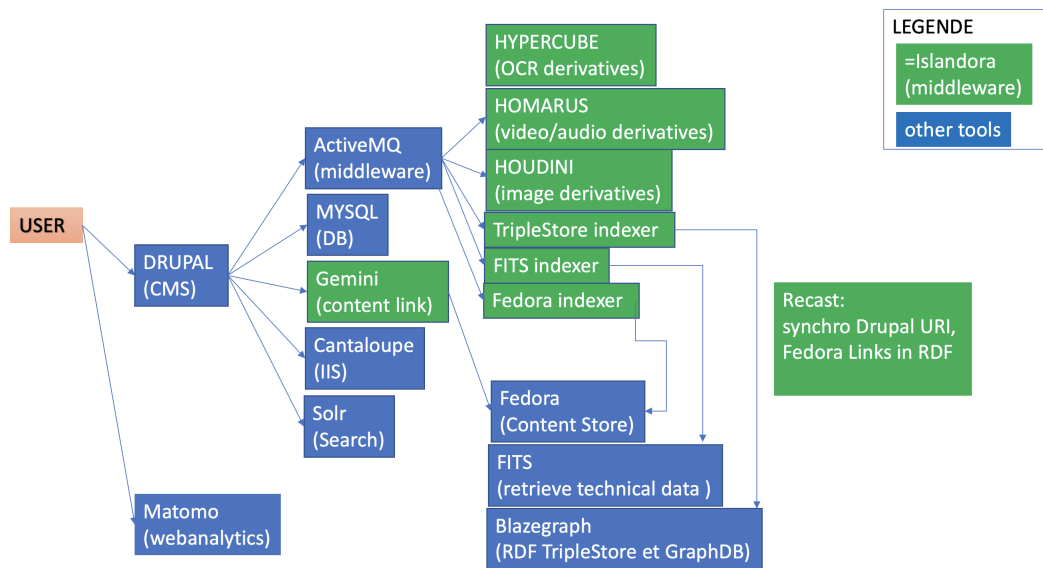 USER
DRUPAL
(CMS)
Matomo
(webanalytics)
ActiveMQ
(middleware)
MYSQL
(DB)
Gemini
(content link)
Cantaloupe
(IIS)
Solr
(Search)
HYPERCUBE
(OCR derivatives)
HOMARUS
(video/audio derivatives)
HOUDINI
(image derivatives)
TripleStore indexer
FITS indexer
Fedora indexer
Fedora
(Content Store)
FITS
(retrieve technical data )
Blazegraph
(RDF TripleStore et GraphDB)
LEGENDE
=Islandora
(middleware)
other tools
Recast:
synchro Drupal URI,
Fedora Links in RDF